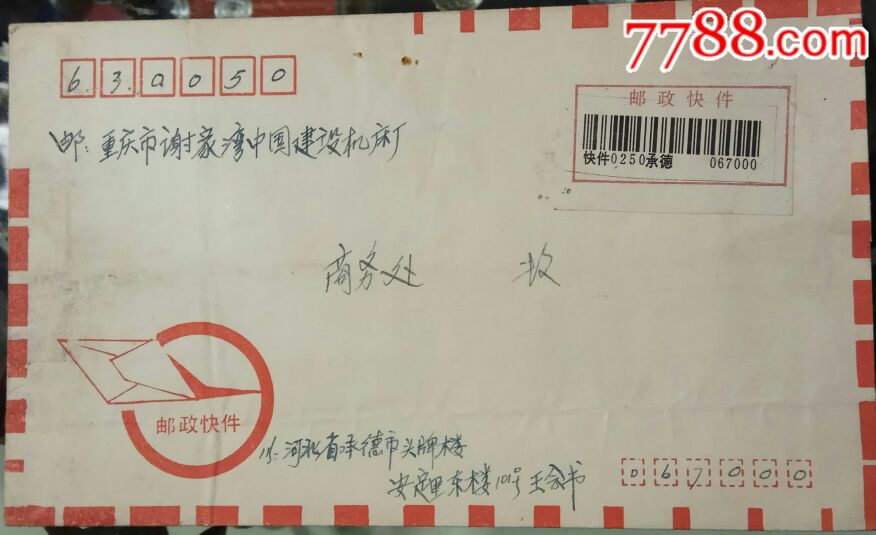 7788.com
630050
邮政快件
快件0250承德 067000
邮:重庆市谢家湾中国建设机床厂
商务处 收
邮政快件
河北省承德市头牌楼
安定里东楼101号 王会书
067000